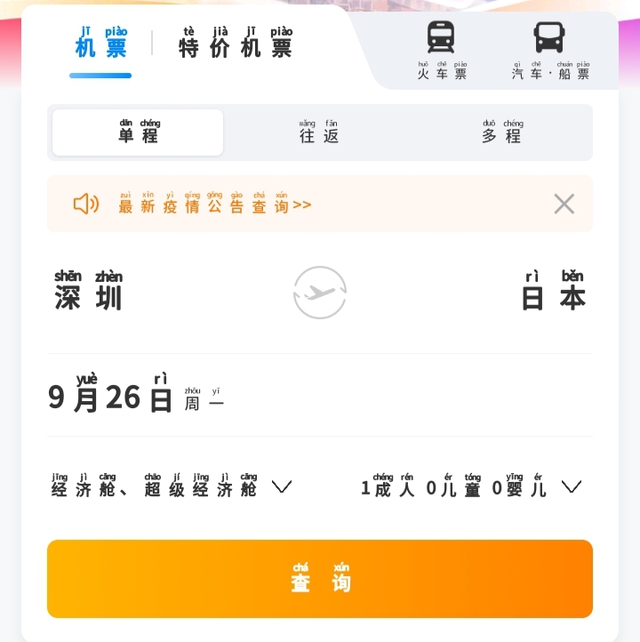 jī piào tè jià jī piào
机票 特价机票
huǒ chē piào qì chē chuán piào
火车票 汽车·船票
dān chéng wǎng fǎn duō chéng
单程 往返 多程
zuì xīn yì qíng gōng gào chá xún
最新疫情公告查询>>
shēn zhèn rì běn
深圳 日本
yuè rì zhōu yī
9月26日 周一
jīng jì cāng chāo jí jīng jì cāng chéng rén ér tóng yīng ér
经济舱、超级经济舱 1成人 0儿童 0婴儿
chá xún
查询